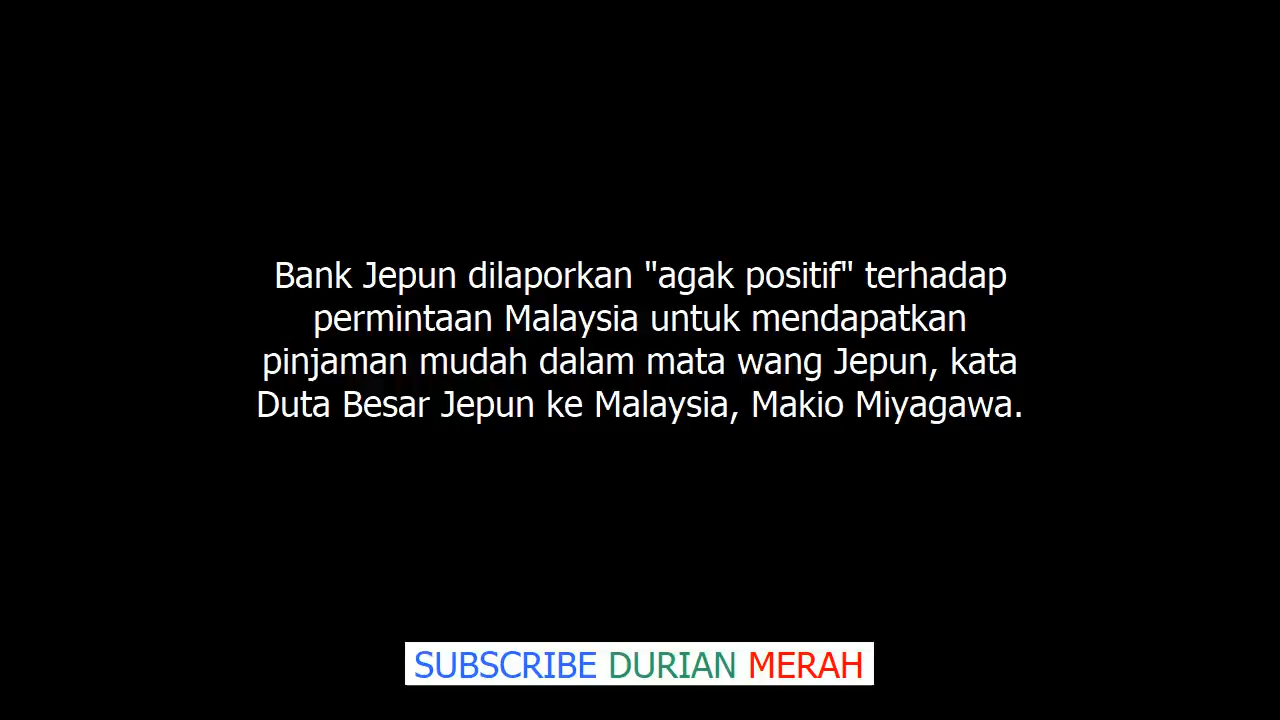 Bank Jepun dilaporkan "agak positif" terhadap
permintaan Malaysia untuk mendapatkan
pinjaman mudah dalam mata wang Jepun, kata
Duta Besar Jepun ke Malaysia, Makio Miyagawa.
SUBSCRIBE DURIAN MERAH